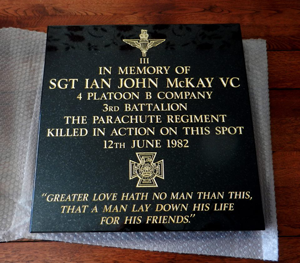 III
IN MEMORY OF
SGT IAN JOHN McKAY VC
4 PLATOON B COMPANY
3RD BATTALION
THE PARACHUTE REGIMENT
KILLED IN ACTION ON THIS SPOT
12TH JUNE 1982
"GREATER LOVE HATH NO MAN THAN THIS,
THAT A MAN LAY DOWN HIS LIFE
FOR HIS FRIENDS."